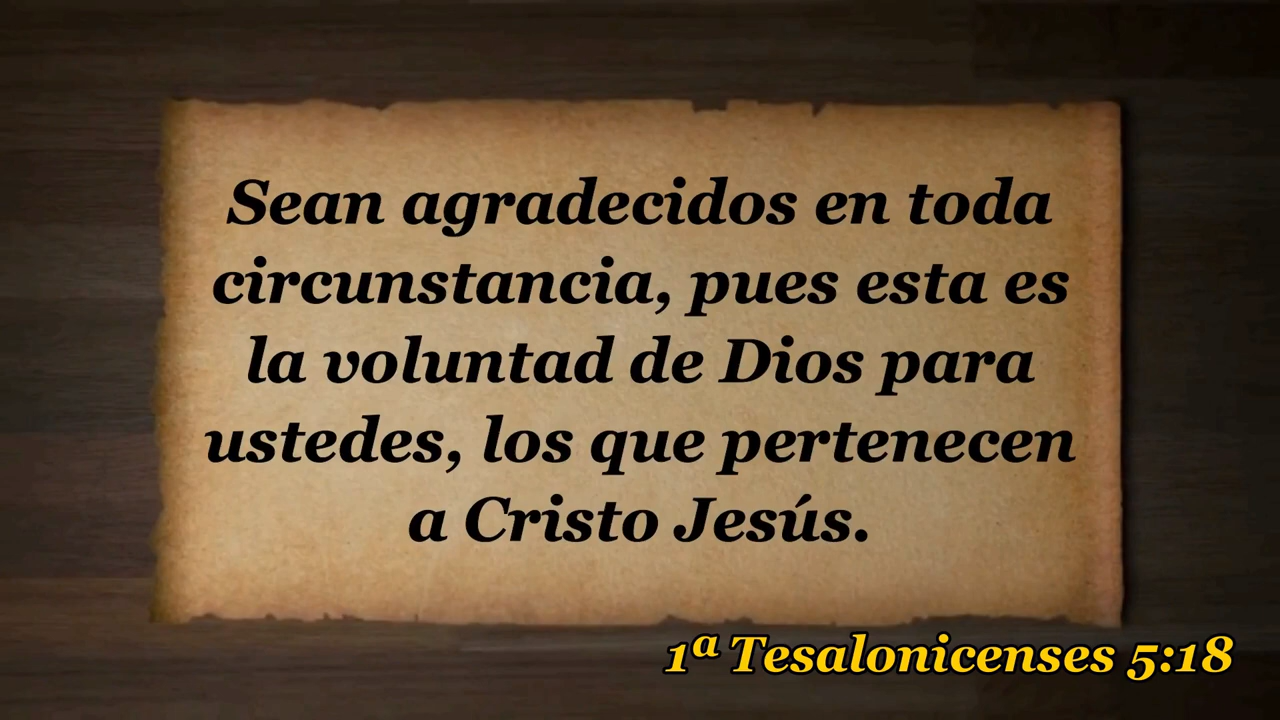 Sean agradecidos en toda
circunstancia, pues esta es
la voluntad de Dios para
ustedes, los que pertenecen
a Cristo Jesús.
1ª Tesalonicenses 5:18